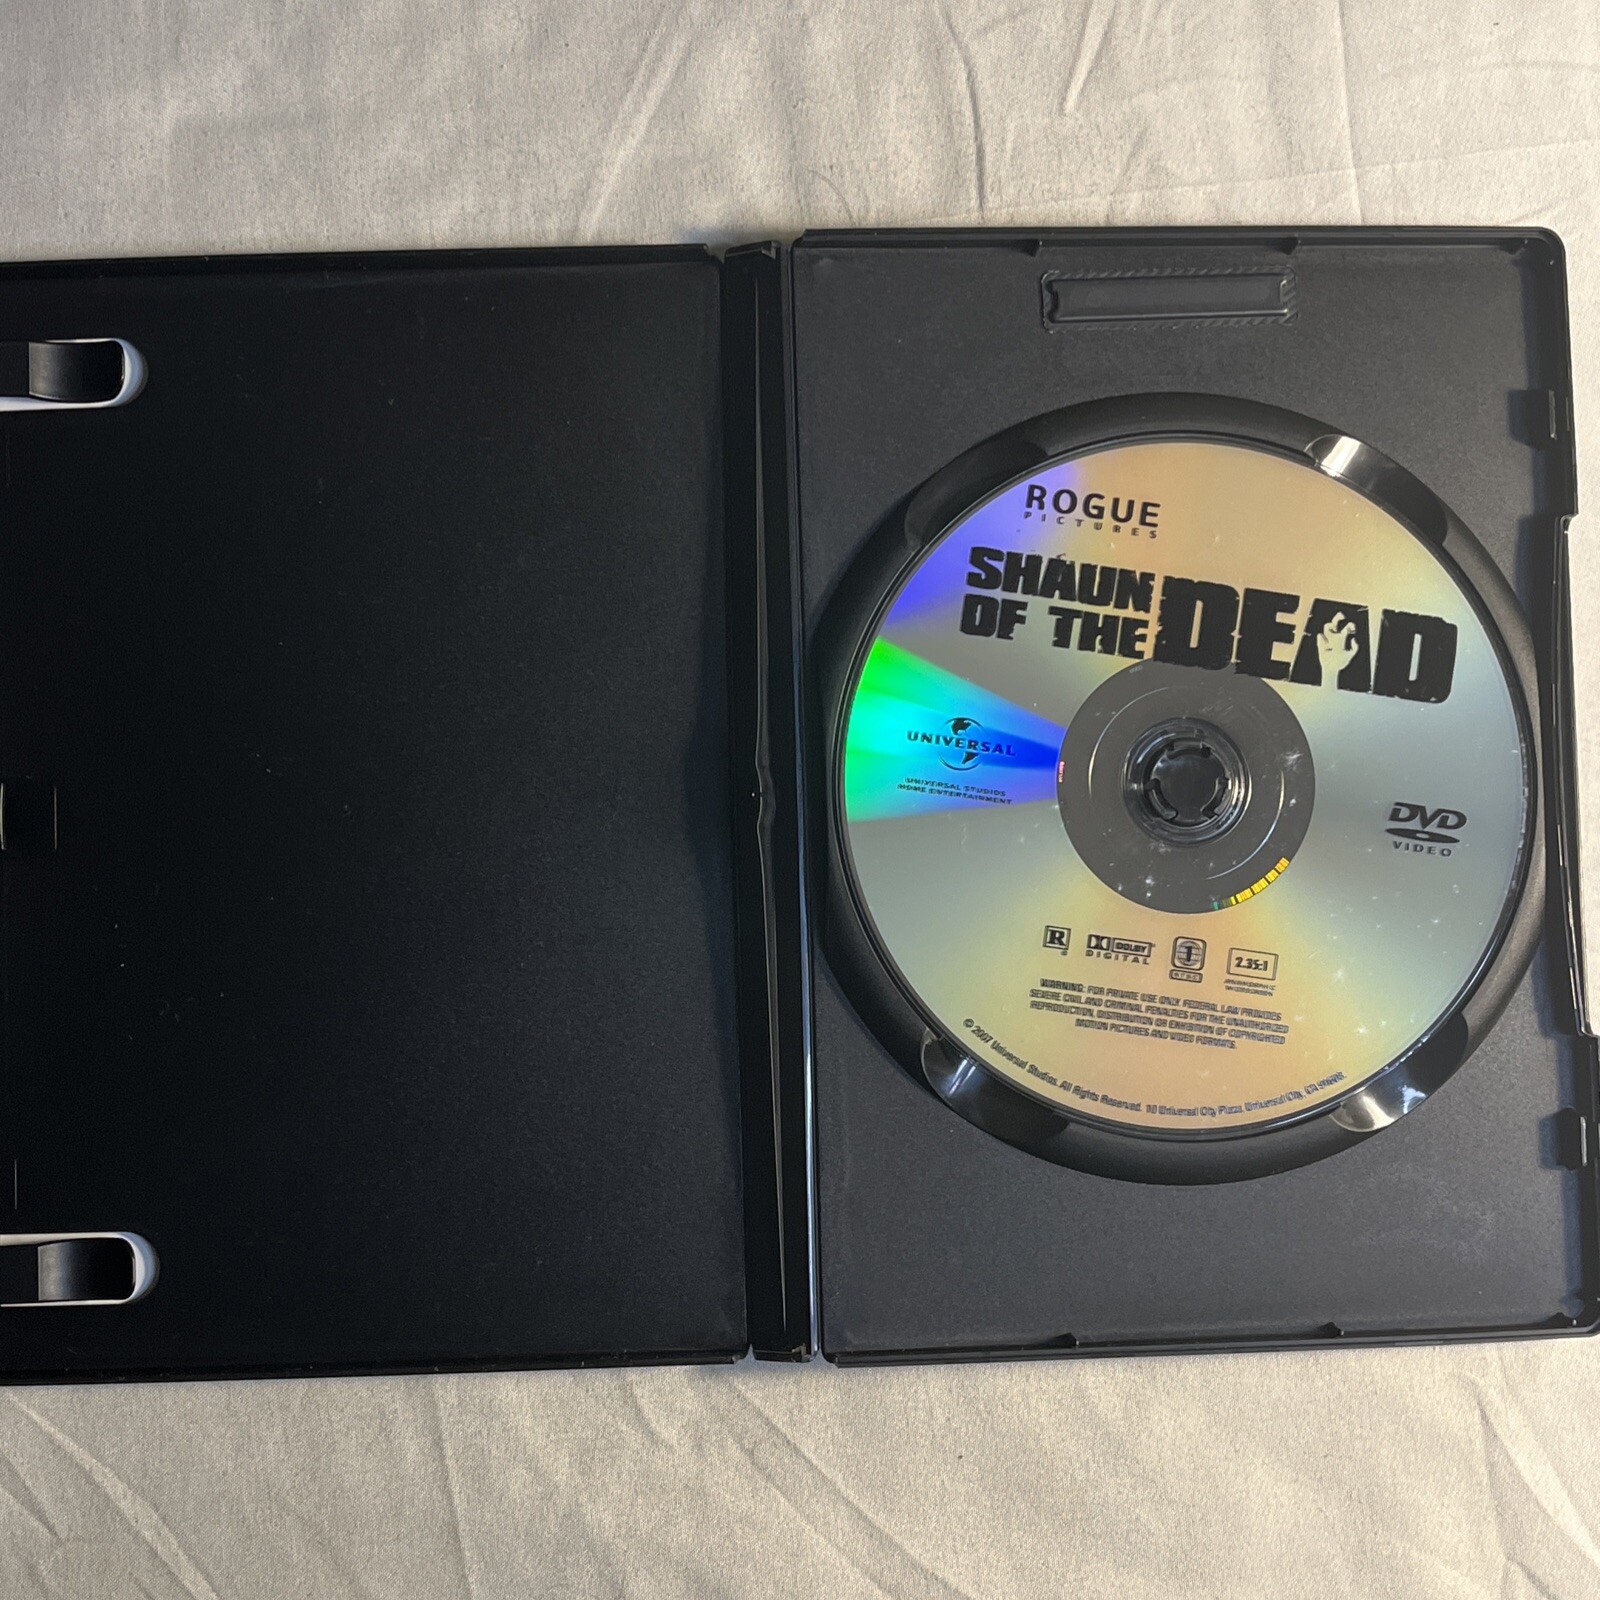 ROGUE
PICTURES
SHAUN
OF THE DEAD
UNIVERSAL
UNIVERSAL STUDIOS
HOME ENTERTAINMENT
DVD
VIDEO
R
DOLBY
DIGITAL
1
NTSC
2.35:1
WARNING: FOR PRIVATE USE ONLY. FEDERAL LAW PROVIDES
SEVERE CIVIL AND CRIMINAL PENALTIES FOR THE UNAUTHORIZED
REPRODUCTION, DISTRIBUTION OR EXHIBITION OF COPYRIGHTED
MOTION PICTURES AND VIDEO FORMATS.
© 2007 Universal Studios. All Rights Reserved. 10 Universal City Plaza, Universal City, CA